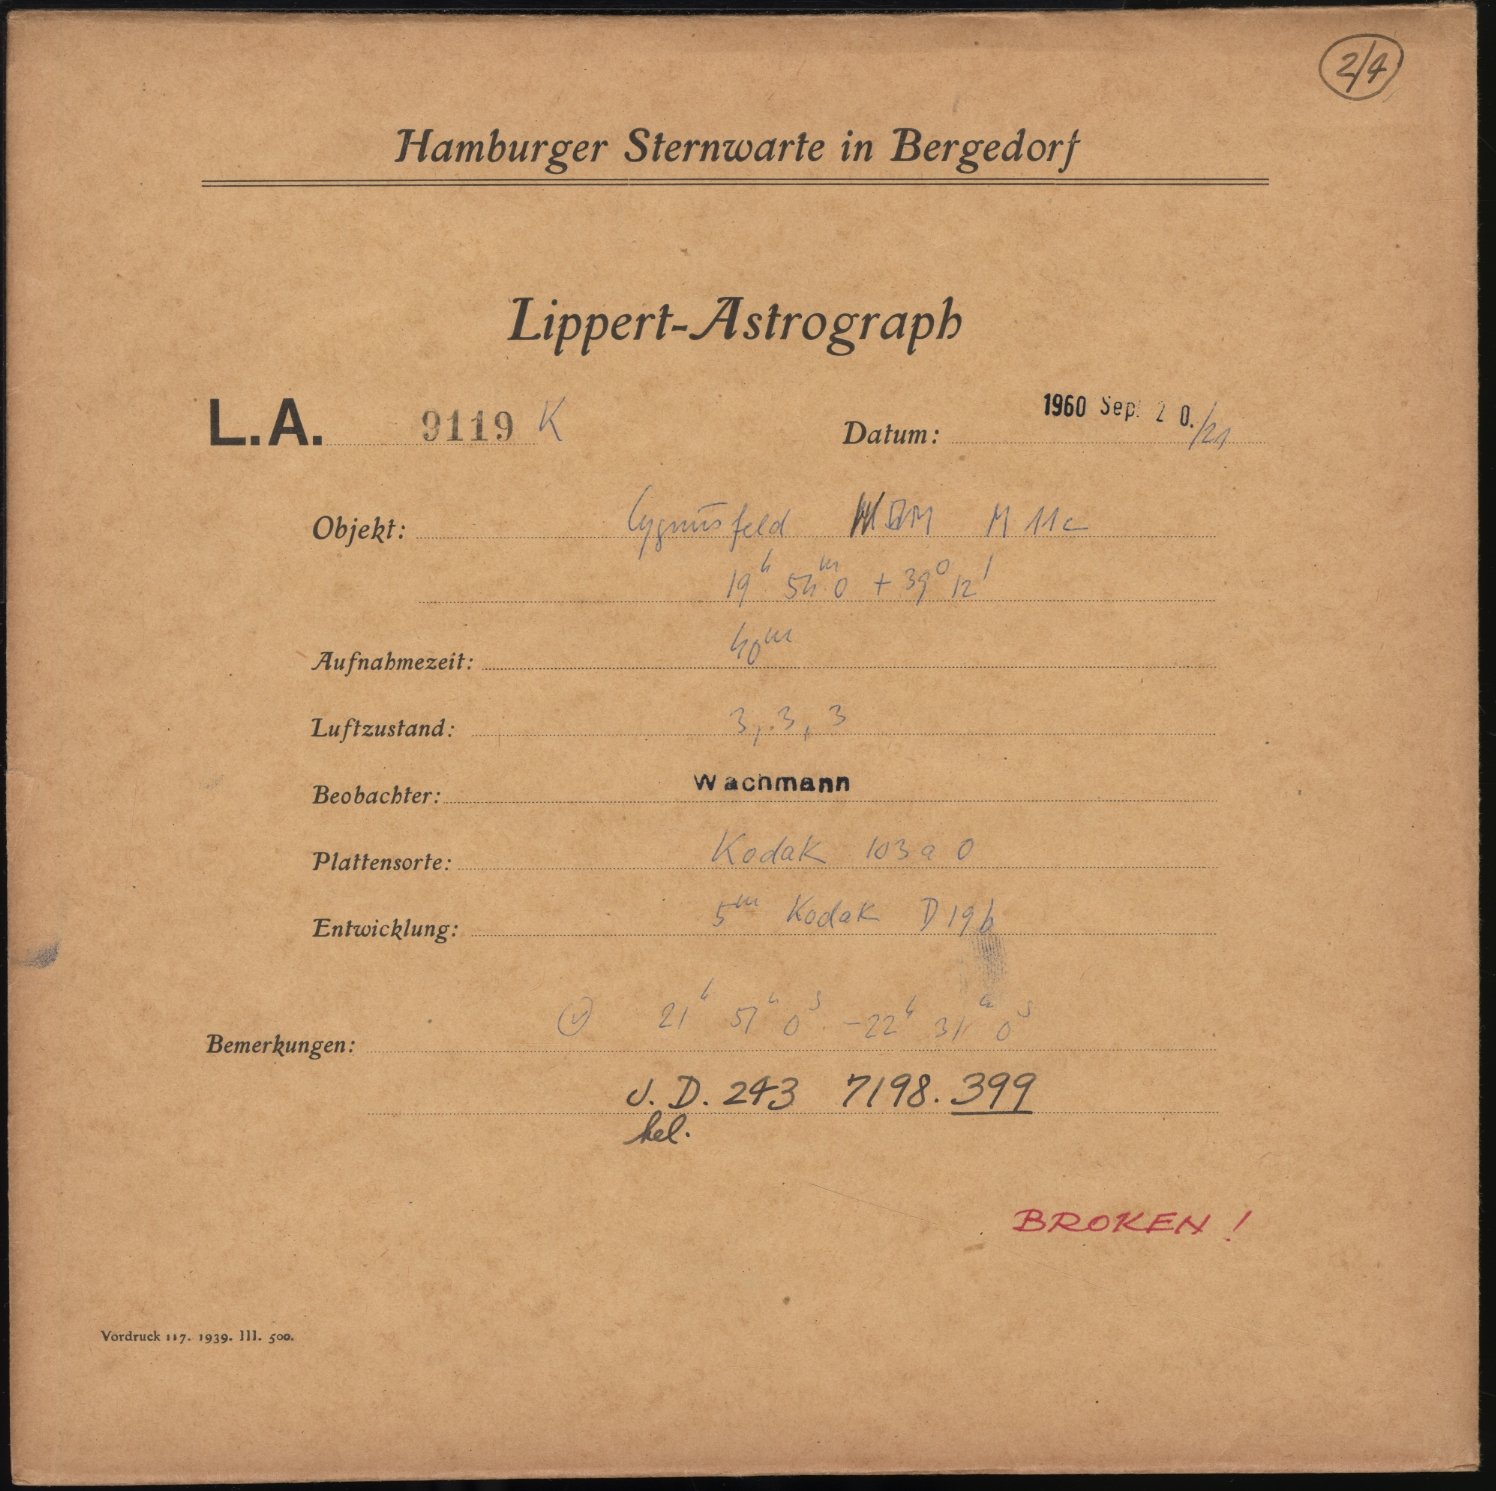 2/4
Hamburger Sternwarte in Bergedorf
Lippert-Astrograph
L.A. 9119 K Datum: 1960 Sep. 20./21
Objekt: Cygnusfeld M 11c
19h 54m.0 + 39° 12'
Aufnahmezeit: 40m
Luftzustand: 3, 3, 3
Beobachter: Wachmann
Plattensorte: Kodak 103a O
Entwicklung: 5m Kodak D19b
Bemerkungen: 21h 51m 0s - 22h 31m 0s
J.D. 243 7198.399
hel.
BROKEN!
Vordruck 117. 1939. III. 500.